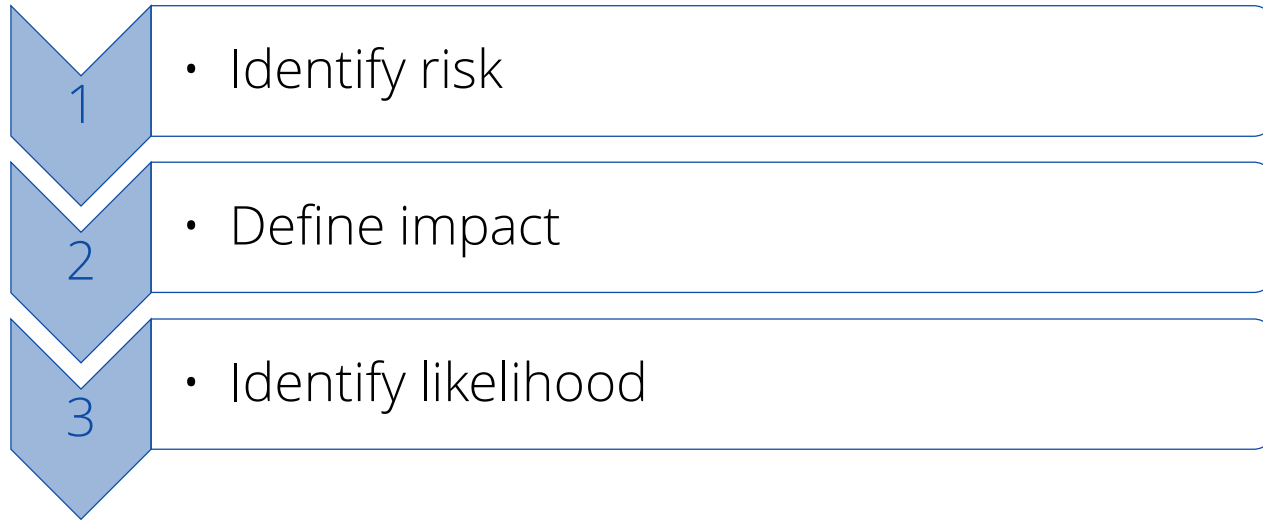 1
• Identify risk
2
• Define impact
3
• Identify likelihood